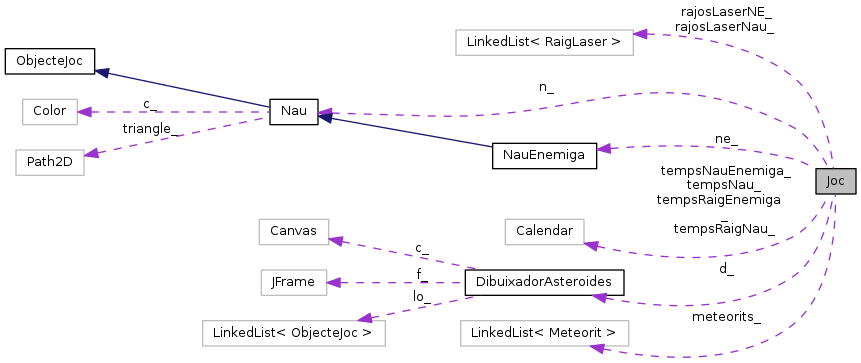 rajosLaserNE_
rajosLaserNau_
LinkedList< RaigLaser >
ObjecteJoc
n_
Color
c_
Nau
triangle_
ne_
Path2D
NauEnemiga
tempsNauEnemiga_
tempsNau_
tempsRaigEnemiga
_
tempsRaigNau_
Joc
Canvas
Calendar
c_
d_
JFrame
f_
DibuixadorAsteroides
lo_
meteorits_
LinkedList< ObjecteJoc >
LinkedList< Meteorit >